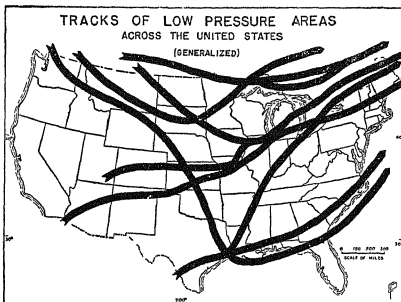 TRACKS OF LOW PRESSURE AREAS
ACROSS THE UNITED STATES
(GENERALIZED)
SCALE OF MILES